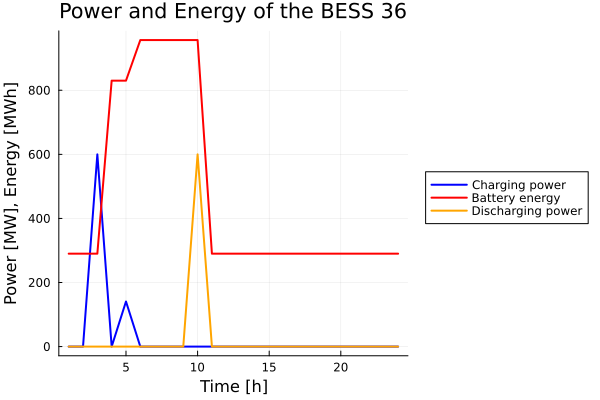 Power and Energy of the BESS 36
Power [MW], Energy [MWh]
800
600
400
200
0
5
10
15
20
Time [h]
Charging power
Battery energy
Discharging power